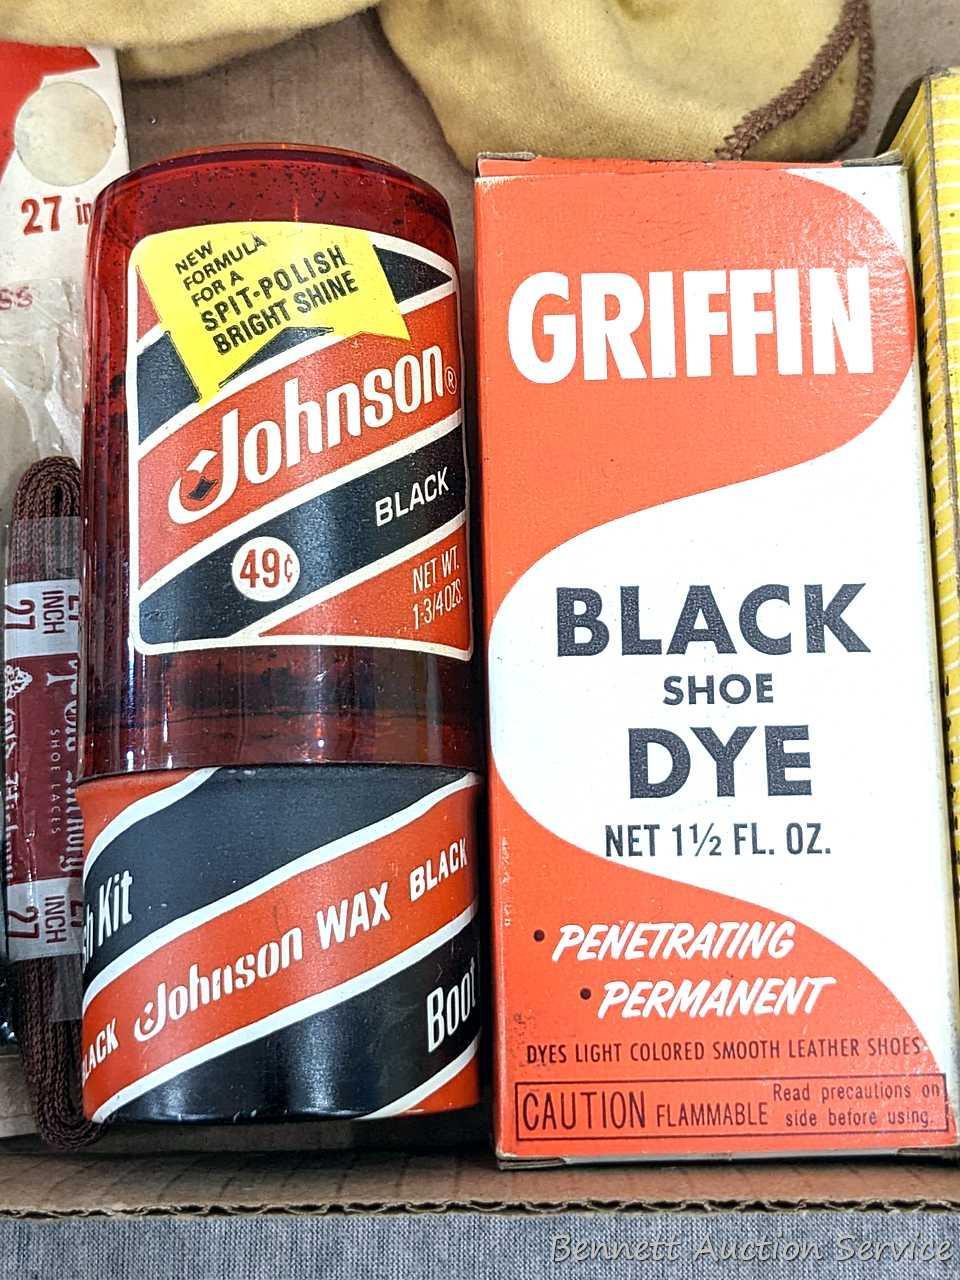 27 in
ss
INCH
27
SHOE LACES
INCH
27
NEW
FORMULA
FOR A
SPIT-POLISH
BRIGHT SHINE
Johnson®
BLACK
49¢
NET WT.
1-3/4 OZS.
Kit
Johnson WAX BLACK
BLACK
Boot
GRIFFIN
BLACK
SHOE
DYE
NET 1½ FL. OZ.
• PENETRATING
• PERMANENT
DYES LIGHT COLORED SMOOTH LEATHER SHOES
CAUTION FLAMMABLE Read precautions on
side before using.
Bennett Auction Service